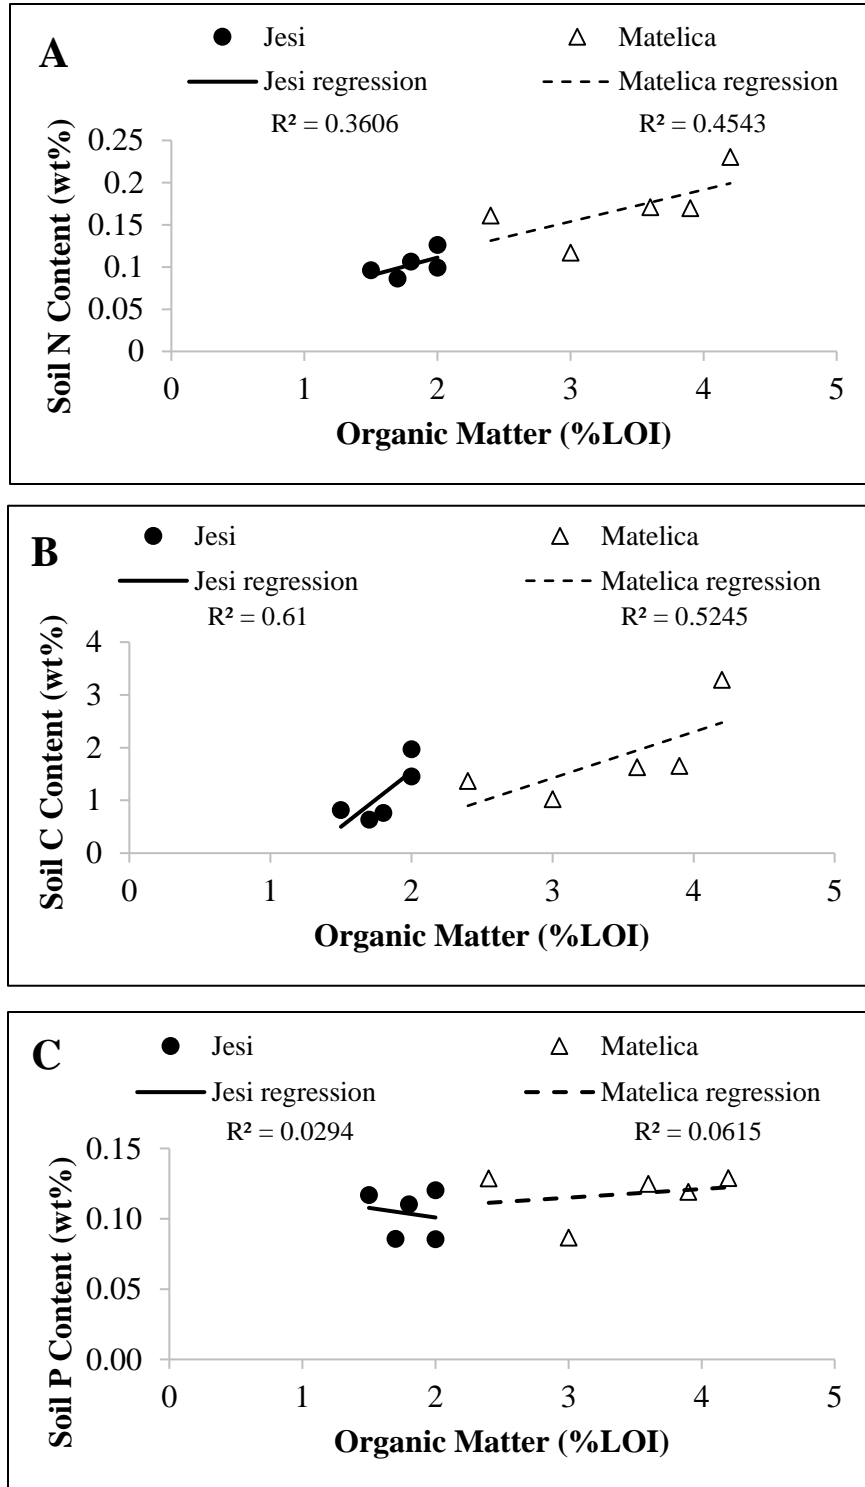 A
Jesi
Matelica
Jesi regression
Matelica regression
R² = 0.3606
R² = 0.4543
Soil N Content (wt%)
0.25
0.2
0.15
0.1
0.05
0
0 1 2 3 4 5
Organic Matter (%LOI)
B
Jesi
Matelica
Jesi regression
Matelica regression
R² = 0.61
R² = 0.5245
Soil C Content (wt%)
4
3
2
1
0
0 1 2 3 4 5
Organic Matter (%LOI)
C
Jesi
Matelica
Jesi regression
Matelica regression
R² = 0.0294
R² = 0.0615
Soil P Content (wt%)
0.15
0.10
0.05
0.00
0 1 2 3 4 5
Organic Matter (%LOI)